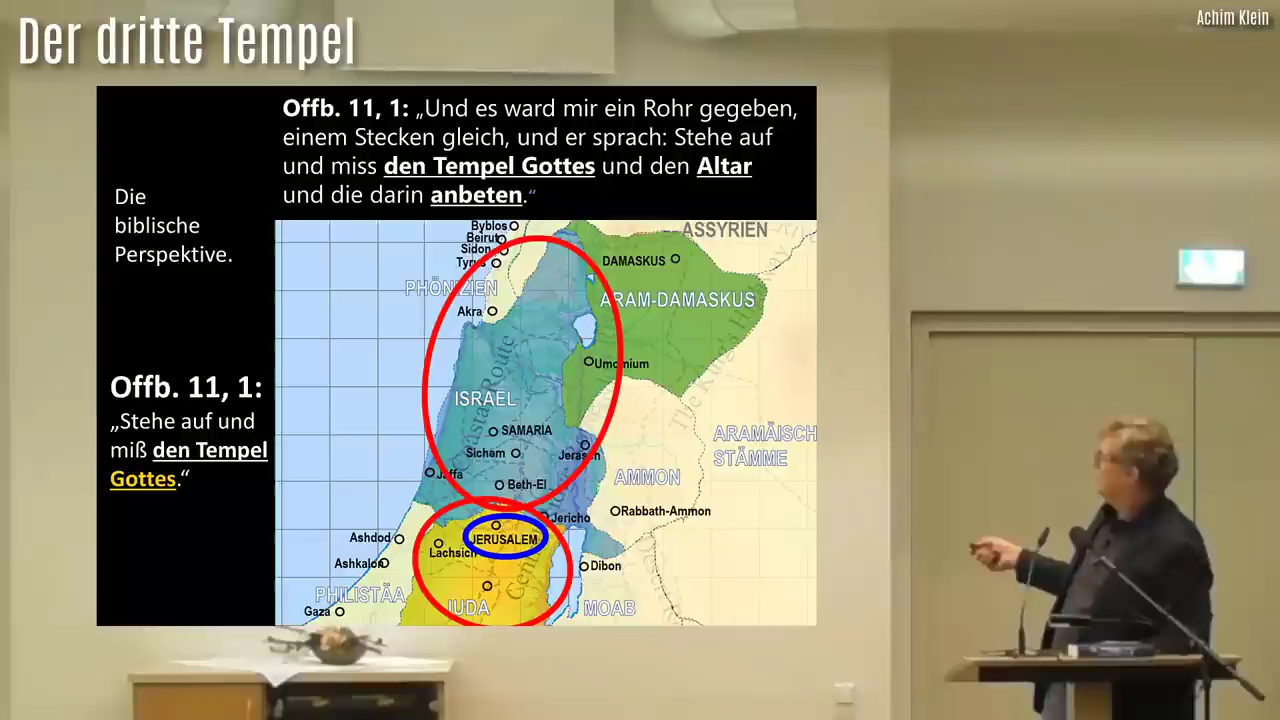 Der dritte Tempel
Achim Klein
Offb. 11, 1: „Und es ward mir ein Rohr gegeben,
einem Stecken gleich, und er sprach: Stehe auf
und miss den Tempel Gottes und den Altar
und die darin anbeten.“
Die
biblische
Perspektive.
Offb. 11, 1:
„Stehe auf und
miß den Tempel
Gottes.“
Byblos
Beirut
Sidon
Tyrus
ASSYRIEN
DAMASKUS
PHÖNIZIEN
ARAM-DAMASKUS
Akra
Umomium
ISRAEL
SAMARIA
Sichem
Jerash
ARAMÄISCH
STÄMME
Jaffa
Beth-El
AMMON
Jericho
Rabbath-Ammon
Ashdod
JERUSALEM
Lachsich
Ashkalon
Dibon
PHILISTÄA
Gaza
IUDA
MOAB